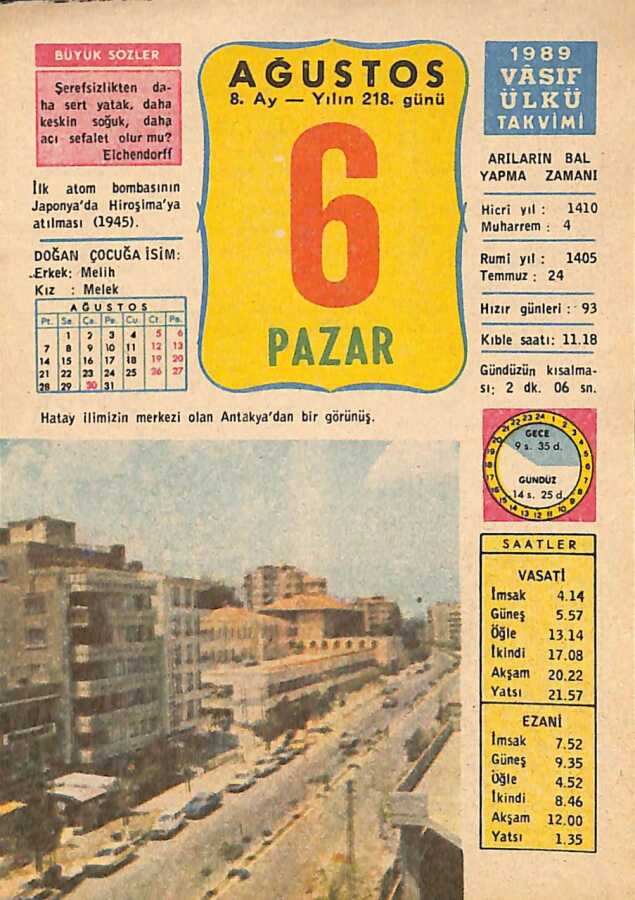 BÜYÜK SÖZLER
Şerefsizlikten da-
ha sert yatak, daha
keskin soğuk, daha
acı sefalet olur mu?
Eichendorff
İlk atom bombasının
Japonya'da Hiroşima'ya
atılması (1945).
DOĞAN ÇOCUĞA İSİM:
Erkek: Melih
Kız : Melek
AĞUSTOS
Pt. Sa. Ça. Pe. Cu. Ct. Pa.
1 2 3 4 5 6
7 8 9 10 11 12 13
14 15 16 17 18 19 20
21 22 23 24 25 26 27
28 29 30 31
AĞUSTOS
8. Ay — Yılın 218. günü
6
PAZAR
1989
VÂSIF
ÜLKÜ
TAKVİMİ
ARILARIN BAL
YAPMA ZAMANI
Hicri yıl : 1410
Muharrem : 4
Rumi yıl : 1405
Temmuz : 24
Hızır günleri : 93
Kıble saati: 11.18
Gündüzün kısalma-
sı: 2 dk. 06 sn.
Hatay ilimizin merkezi olan Antakya'dan bir görünüş.
GECE
9 s. 35 d.
GÜNDÜZ
14 s. 25 d.
SAATLER
VASATİ
İmsak 4.14
Güneş 5.57
Öğle 13.14
İkindi 17.08
Akşam 20.22
Yatsı 21.57
EZANİ
İmsak 7.52
Güneş 9.35
Öğle 4.52
İkindi 8.46
Akşam 12.00
Yatsı 1.35